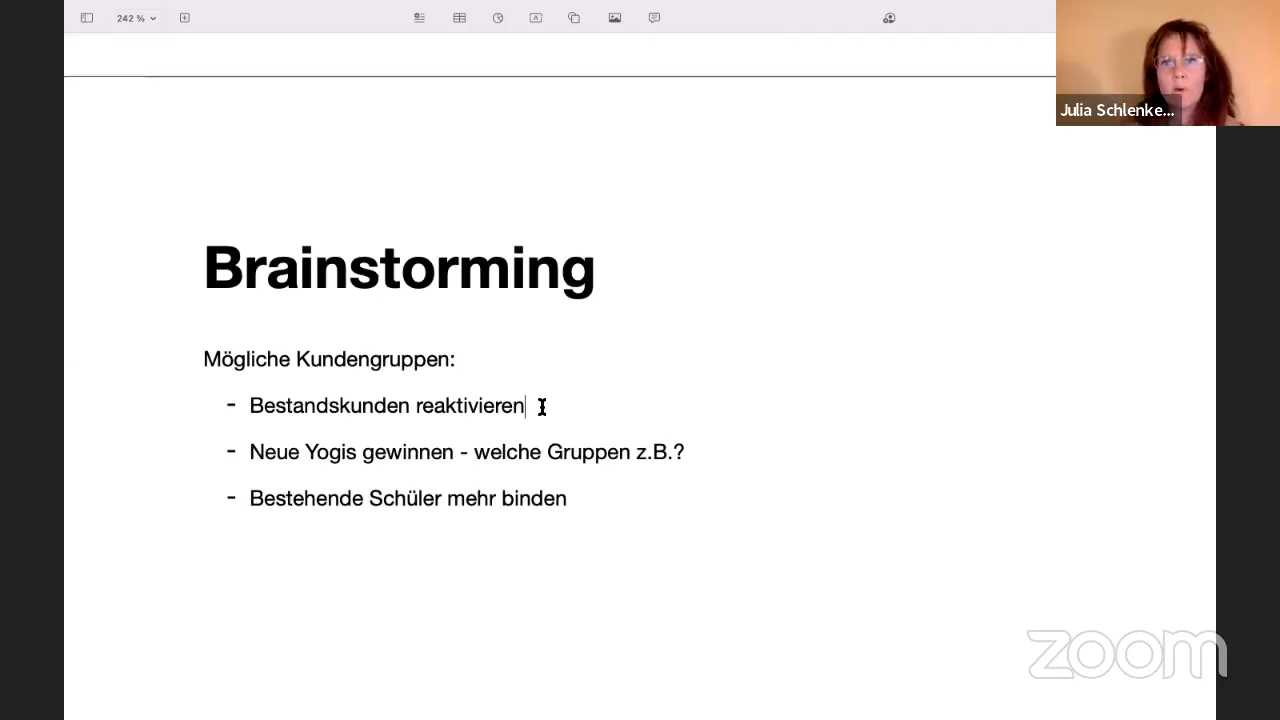 242 %
Julia Schlenke...
Brainstorming
Mögliche Kundengruppen:
- Bestandskunden reaktivieren
- Neue Yogis gewinnen - welche Gruppen z.B.?
- Bestehende Schüler mehr binden
zoom